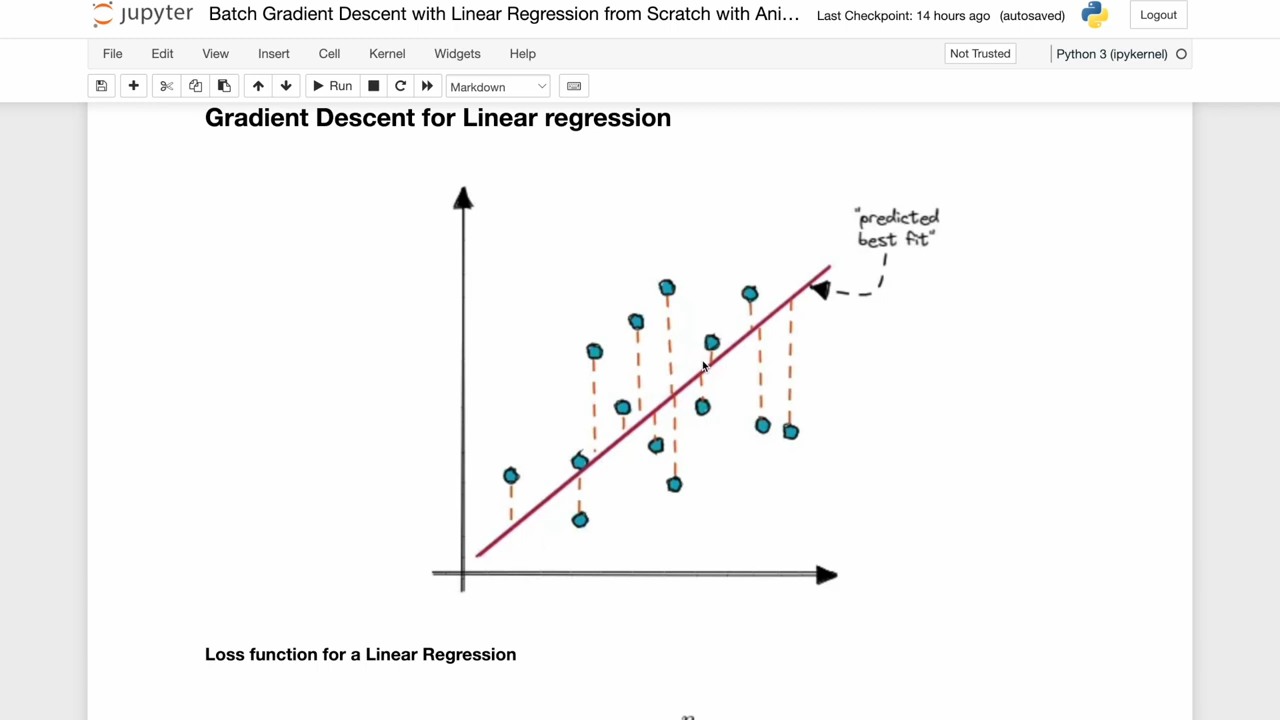 jupyter Batch Gradient Descent with Linear Regression from Scratch with Ani... Last Checkpoint: 14 hours ago (autosaved) Logout
File Edit View Insert Cell Kernel Widgets Help Not Trusted Python 3 (ipykernel)
Run Markdown
Gradient Descent for Linear regression
"predicted
best fit"
Loss function for a Linear Regression